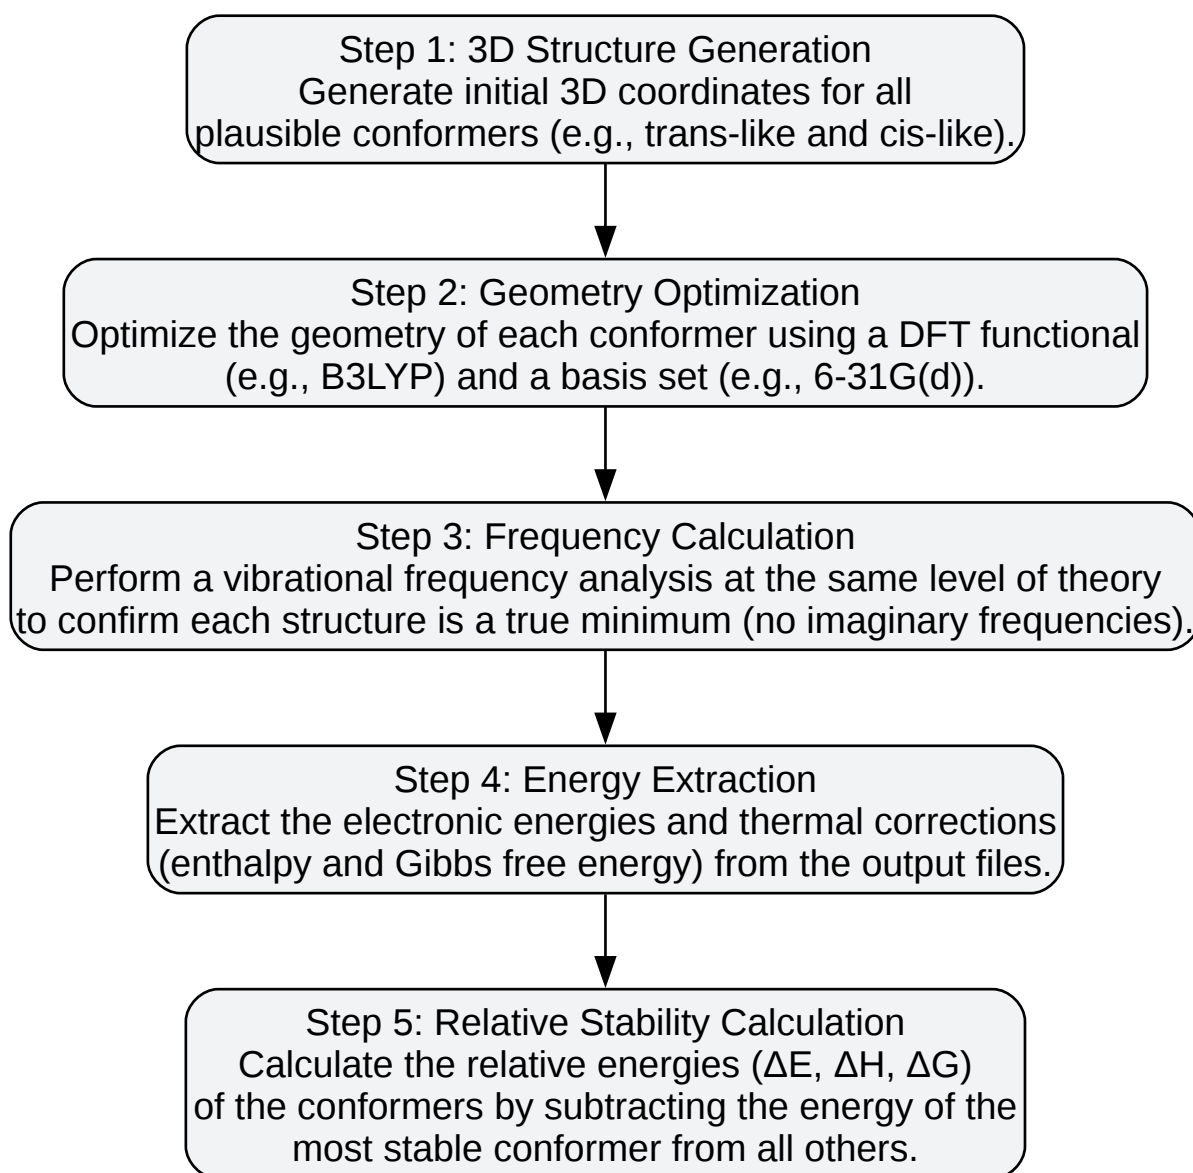 Step 1: 3D Structure Generation
Generate initial 3D coordinates for all
plausible conformers (e.g., trans-like and cis-like).
Step 2: Geometry Optimization
Optimize the geometry of each conformer using a DFT functional
(e.g., B3LYP) and a basis set (e.g., 6-31G(d)).
Step 3: Frequency Calculation
Perform a vibrational frequency analysis at the same level of theory
to confirm each structure is a true minimum (no imaginary frequencies).
Step 4: Energy Extraction
Extract the electronic energies and thermal corrections
(enthalpy and Gibbs free energy) from the output files.
Step 5: Relative Stability Calculation
Calculate the relative energies (ΔE, ΔH, ΔG)
of the conformers by subtracting the energy of the
most stable conformer from all others.